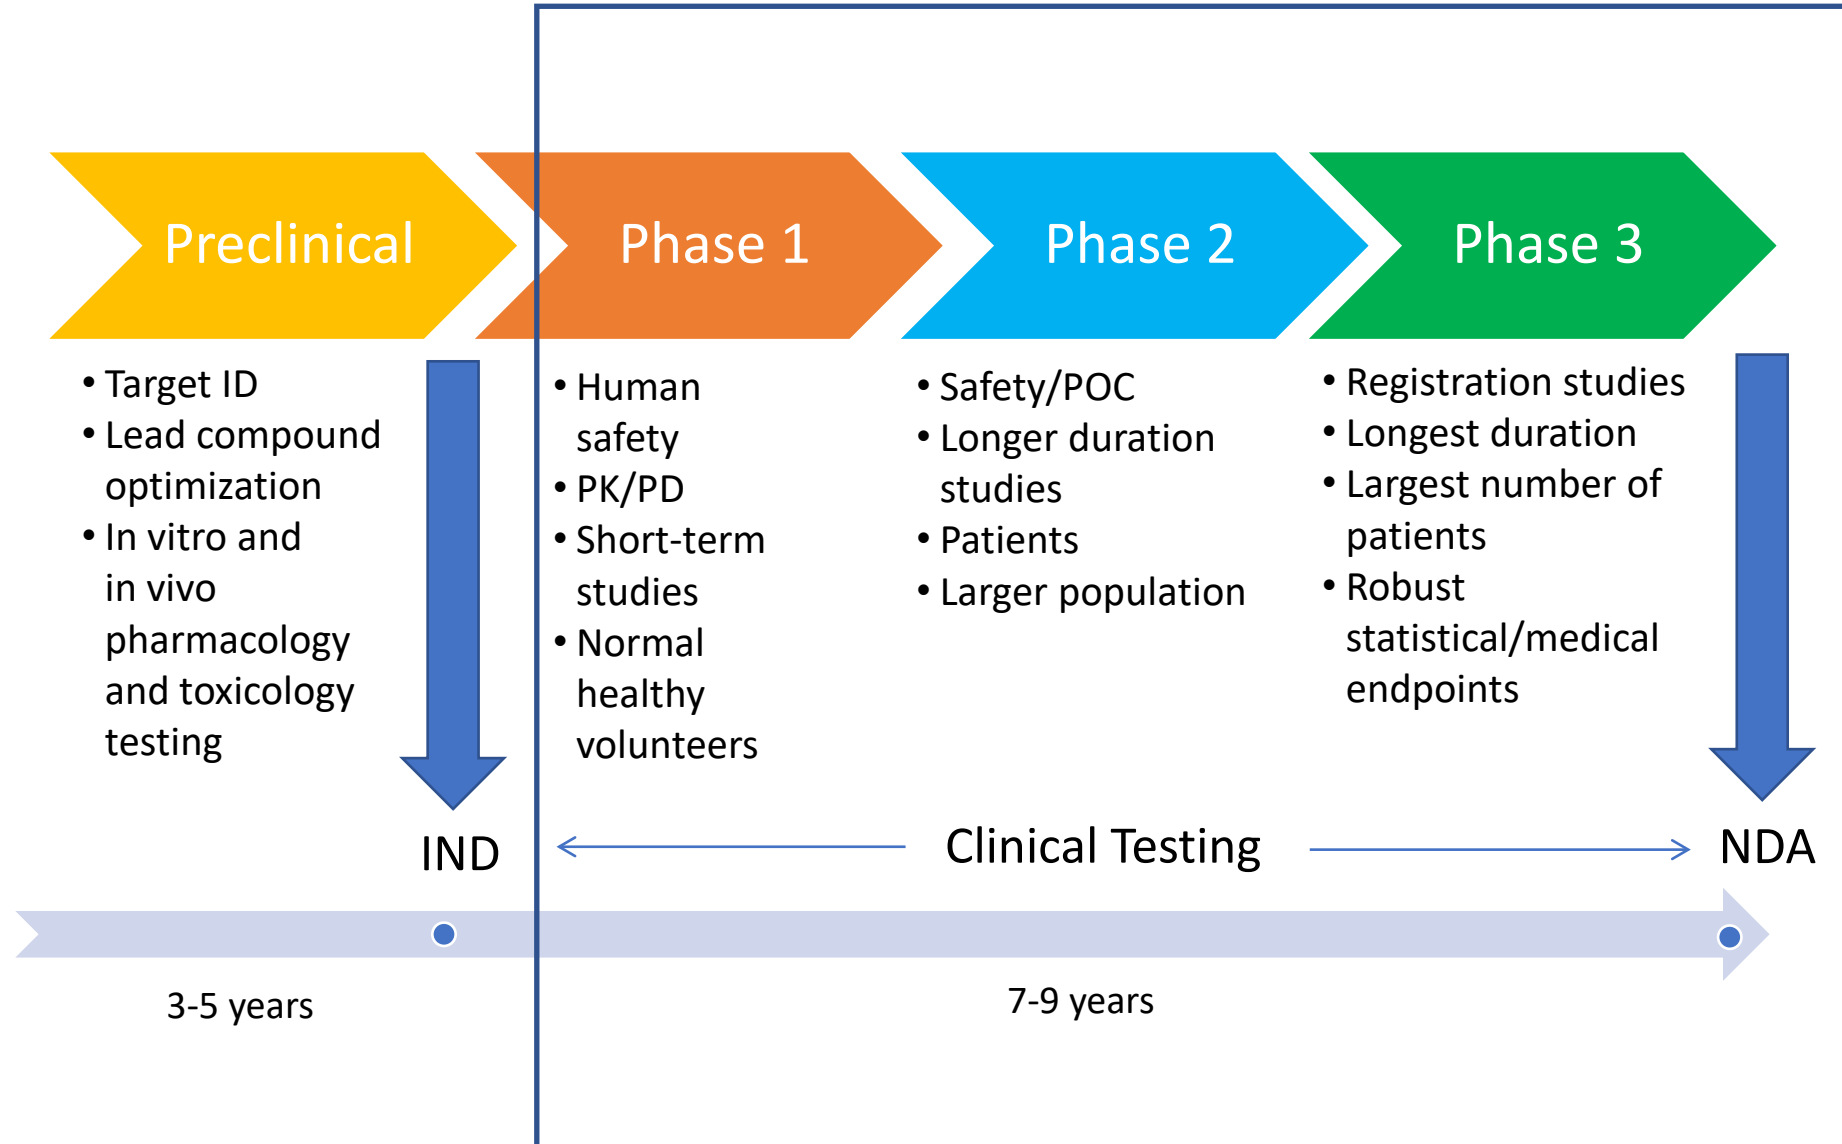 Preclinical
Phase 1
Phase 2
Phase 3
• Target ID
• Lead compound
optimization
• In vitro and
in vivo
pharmacology
and toxicology
testing
• Human
safety
• PK/PD
• Short-term
studies
• Normal
healthy
volunteers
• Safety/POC
• Longer duration
studies
• Patients
• Larger population
• Registration studies
• Longest duration
• Largest number of
patients
• Robust
statistical/medical
endpoints
IND
Clinical Testing
NDA
3-5 years
7-9 years